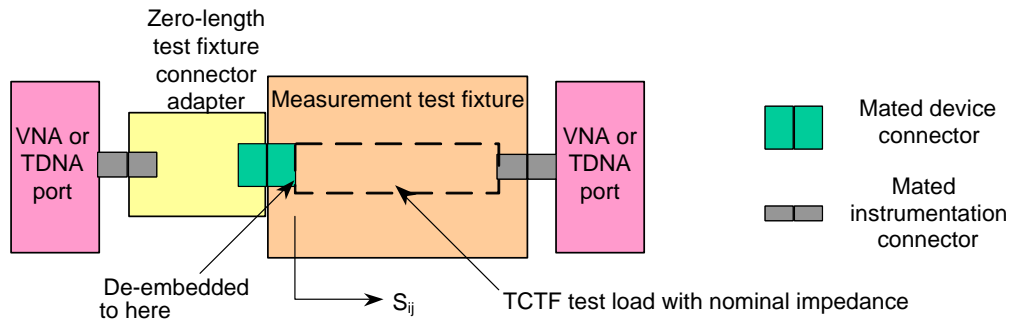 Zero-length
test fixture
connector
adapter
VNA or
TDNA
port
Measurement test fixture
VNA or
TDNA
port
De-embedded
to here
Sij
TCTF test load with nominal impedance
Mated device
connector
Mated
instrumentation
connector